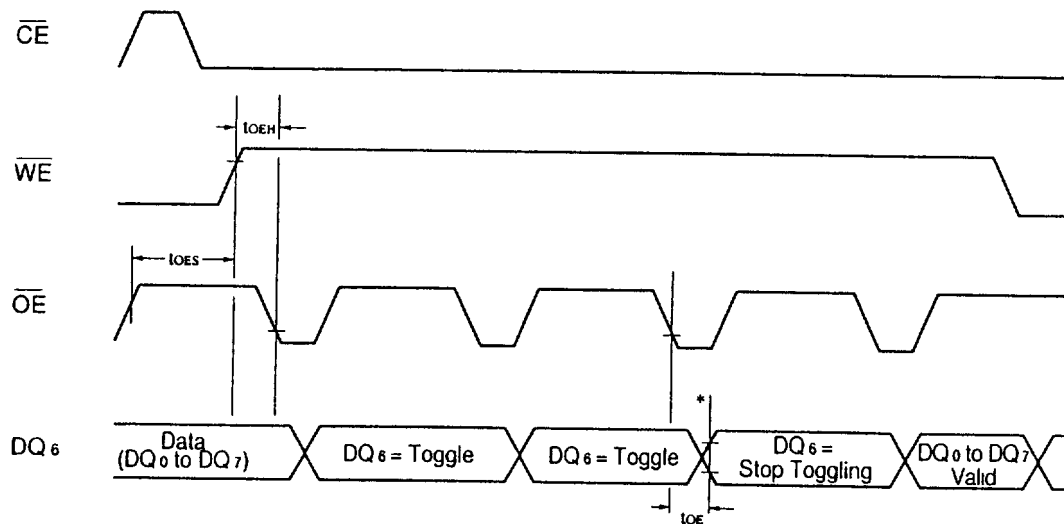 CE
tOEH
WE
tOES
OE
*
DQ6
Data
(DQ0 to DQ7)
DQ6 = Toggle
DQ6 = Toggle
DQ6 =
Stop Toggling
DQ0 to DQ7
Valid
tOE